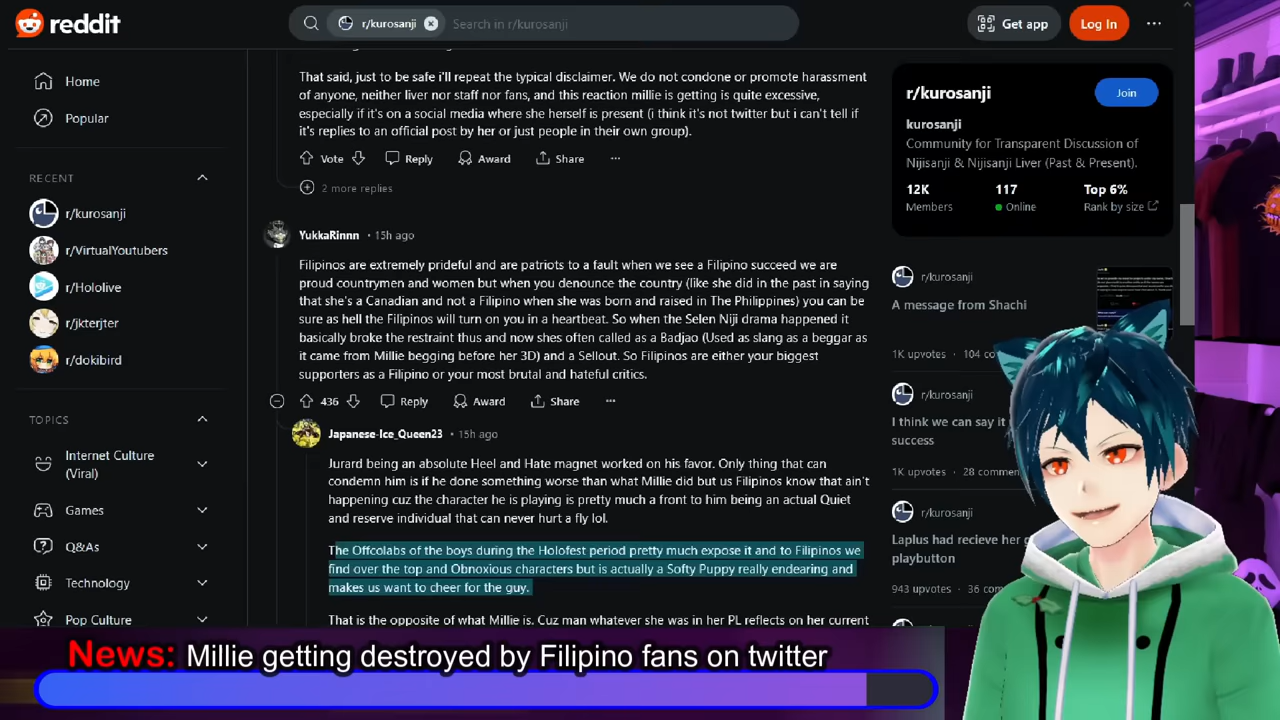 reddit
r/kurosanji
Search in r/kurosanji
Get app
Log In
Home
Popular
RECENT
r/kurosanji
r/VirtualYoutubers
r/Hololive
r/jkterjter
r/dokibird
TOPICS
Internet Culture
(Viral)
Games
Q&As
Technology
Pop Culture
That said, just to be safe i'll repeat the typical disclaimer. We do not condone or promote harassment
of anyone, neither liver nor staff nor fans, and this reaction millie is getting is quite excessive,
especially if it's on a social media where she herself is present (i think it's not twitter but i can't tell if
it's replies to an official post by her or just people in their own group).
Vote
Reply
Award
Share
2 more replies
YukkaRinnn • 15h ago
Filipinos are extremely prideful and are patriots to a fault when we see a Filipino succeed we are
proud countrymen and women but when you denounce the country (like she did in the past in saying
that she's a Canadian and not a Filipino when she was born and raised in The Philippines) you can be
sure as hell the Filipinos will turn on you in a heartbeat. So when the Selen Niji drama happened it
basically broke the restraint thus and now shes often called as a Badjao (Used as slang as a beggar as
it came from Millie begging before her 3D) and a Sellout. So Filipinos are either your biggest
supporters as a Filipino or your most brutal and hateful critics.
436
Reply
Award
Share
Japanese-Ice_Queen23 • 15h ago
Jurard being an absolute Heel and Hate magnet worked on his favor. Only thing that can
condemn him is if he done something worse than what Millie did but us Filipinos know that ain't
happening cuz the character he is playing is pretty much a front to him being an actual Quiet
and reserve individual that can never hurt a fly lol.
The Offcolabs of the boys during the Holofest period pretty much expose it and to Filipinos we
find over the top and Obnoxious characters but is actually a Softy Puppy really endearing and
makes us want to cheer for the guy.
That is the opposite of what Millie is. Cuz man whatever she was in her PL reflects on her current
r/kurosanji
Join
kurosanji
Community for Transparent Discussion of
Nijisanji & Nijisanji Liver (Past & Present).
12K
Members
117
Online
Top 6%
Rank by size
r/kurosanji
A message from Shachi
1K upvotes • 104 co
r/kurosanji
I think we can say it
success
1K upvotes • 28 commen
r/kurosanji
Laplus had recieve her
playbutton
943 upvotes • 36 com
News: Millie getting destroyed by Filipino fans on twitter